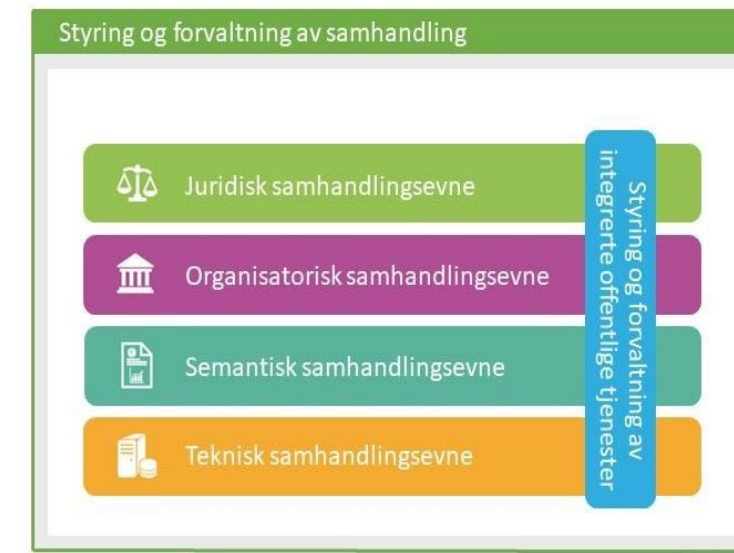 Styring og forvaltning av samhandling
Juridisk samhandlingsevne
Organisatorisk samhandlingsevne
Semantisk samhandlingsevne
Teknisk samhandlingsevne
Styring og forvaltning av
integrerte offentlige tjenester